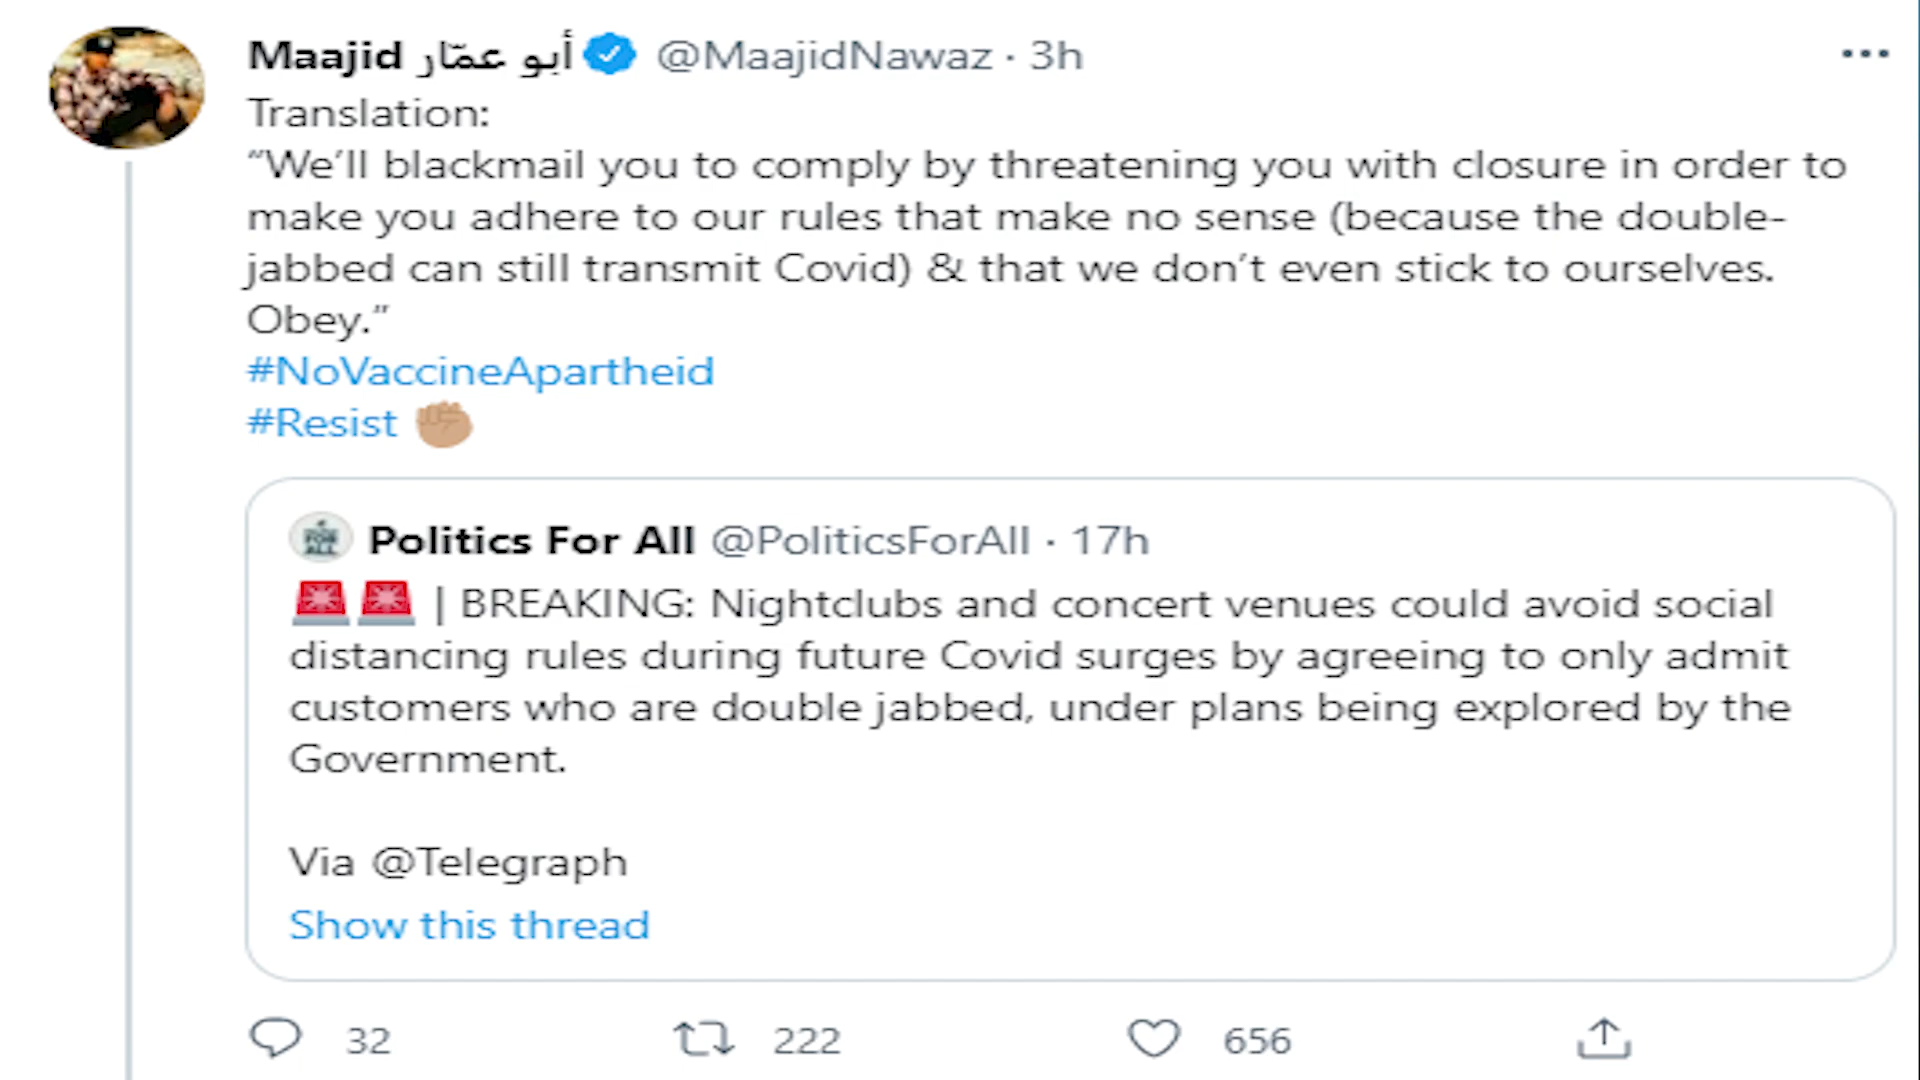 Maajid أبو عمّار @MaajidNawaz · 3h
Translation:
“We’ll blackmail you to comply by threatening you with closure in order to
make you adhere to our rules that make no sense (because the double-
jabbed can still transmit Covid) & that we don’t even stick to ourselves.
Obey.”
#NoVaccineApartheid
#Resist ✊🏽
Politics For All @PoliticsForAll · 17h
🚨🚨 | BREAKING: Nightclubs and concert venues could avoid social
distancing rules during future Covid surges by agreeing to only admit
customers who are double jabbed, under plans being explored by the
Government.
Via @Telegraph
Show this thread
32 222 656